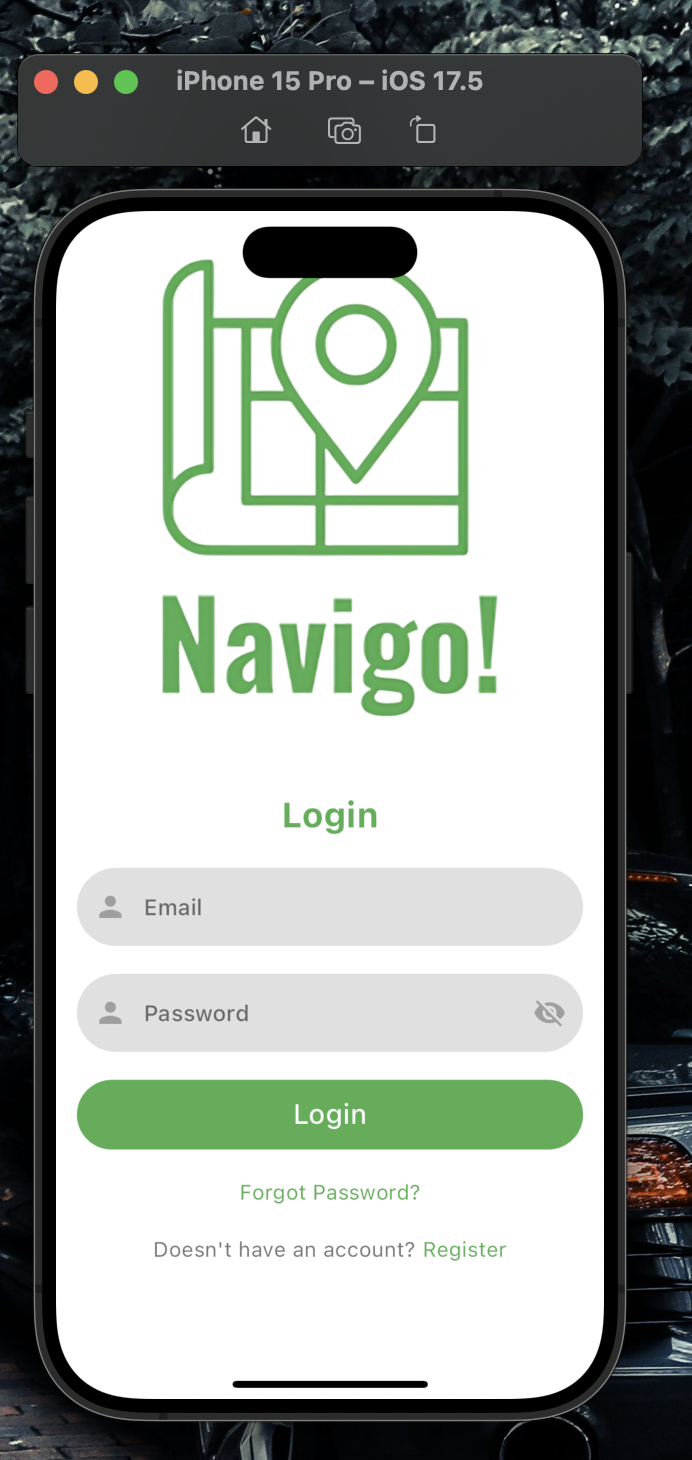 iPhone 15 Pro – iOS 17.5
Navigo!
Login
Email
Password
Login
Forgot Password?
Doesn't have an account? Register